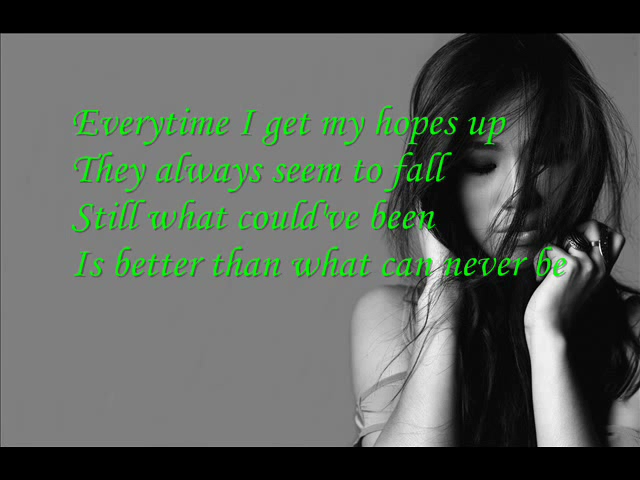 Everytime I get my hopes up
They always seem to fall
Still what could've been
Is better than what can never be